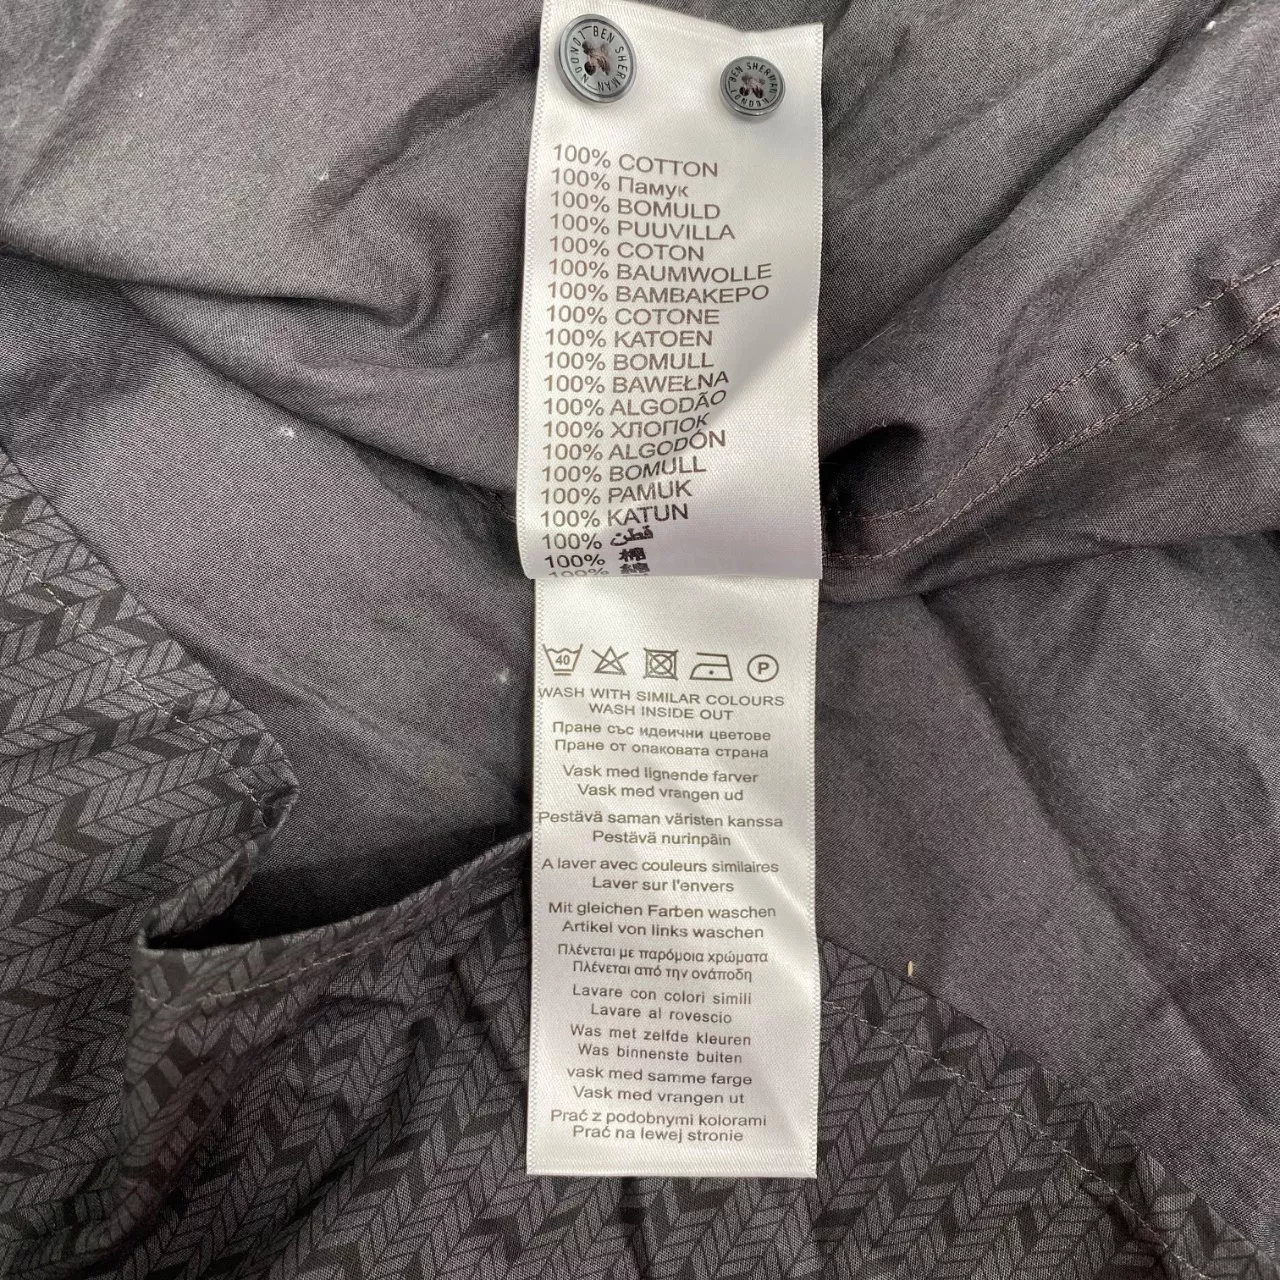 BEN SHERMAN LONDON
BEN SHERMAN LONDON
100% COTTON
100% Памук
100% BOMULD
100% PUUVILLA
100% COTON
100% BAUMWOLLE
100% BAMBAKEPO
100% COTONE
100% KATOEN
100% BOMULL
100% BAWEŁNA
100% ALGODÃO
100% ХЛОПОК
100% ALGODÓN
100% BOMULL
100% PAMUK
100% KATUN
100% قطن
100% 棉
100% 綿
40
P
WASH WITH SIMILAR COLOURS
WASH INSIDE OUT
Пране със идеични цветове
Пране от опаковата страна
Vask med lignende farver
Vask med vrangen ud
Pestävä saman väristen kanssa
Pestävä nurinpäin
A laver avec couleurs similaires
Laver sur l'envers
Mit gleichen Farben waschen
Artikel von links waschen
Πλένεται με παρόμοια χρώματα
Πλένεται από την ονάποδη
Lavare con colori simili
Lavare al rovescio
Was met zelfde kleuren
Was binnenste buiten
vask med samme farge
Vask med vrangen ut
Prać z podobnymi kolorami
Prać na lewej stronie